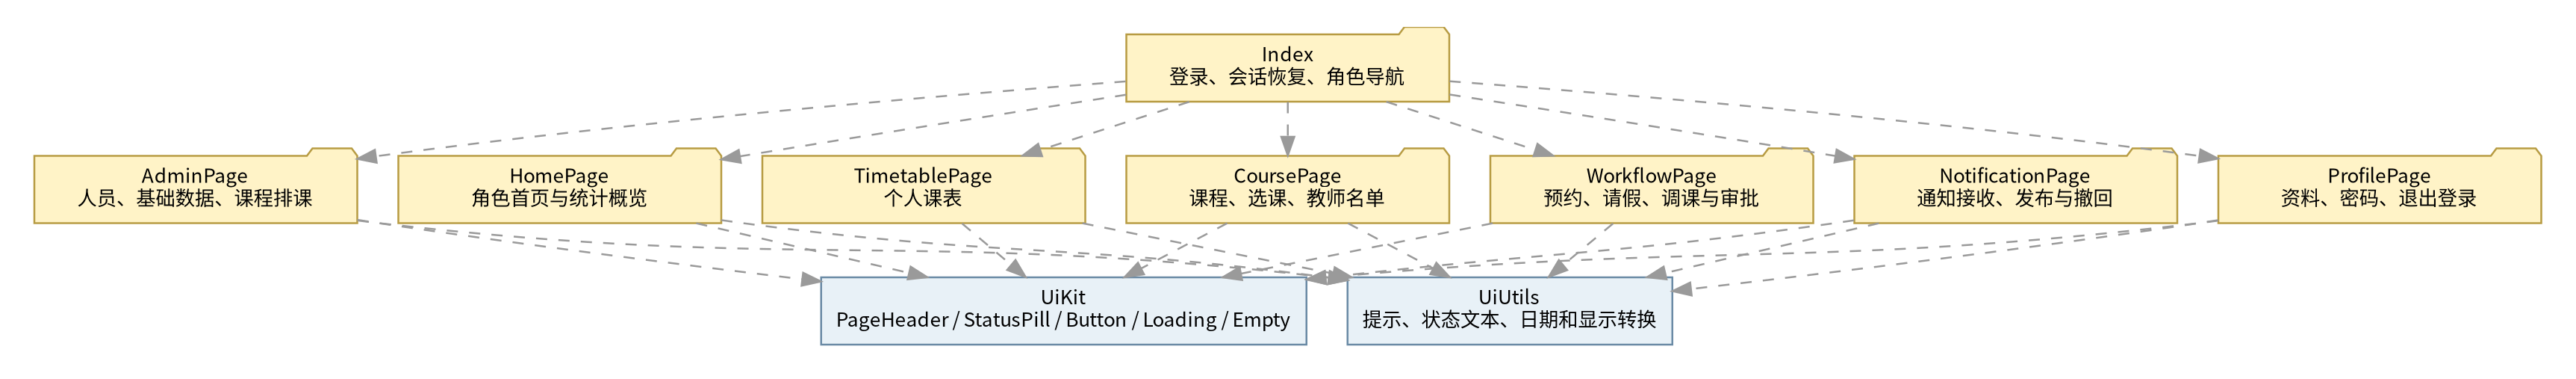 Index
登录、会话恢复、角色导航
AdminPage
人员、基础数据、课程排课
HomePage
角色首页与统计概览
TimetablePage
个人课表
CoursePage
课程、选课、教师名单
WorkflowPage
预约、请假、调课与审批
NotificationPage
通知接收、发布与撤回
ProfilePage
资料、密码、退出登录
UiKit
PageHeader / StatusPill / Button / Loading / Empty
UiUtils
提示、状态文本、日期和显示转换